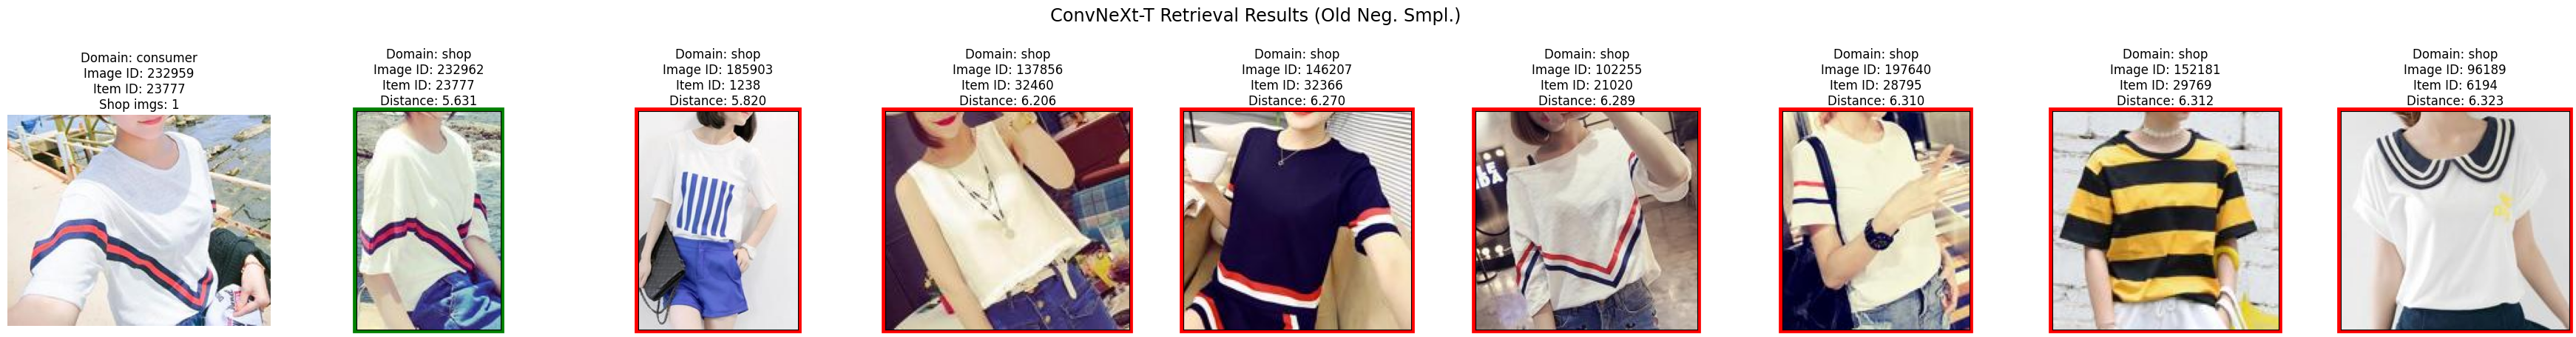 ConvNeXt-T Retrieval Results (Old Neg. Smpl.)
Domain: consumer
Image ID: 232959
Item ID: 23777
Shop imgs: 1
Domain: shop
Image ID: 232962
Item ID: 23777
Distance: 5.631
Domain: shop
Image ID: 185903
Item ID: 1238
Distance: 5.820
Domain: shop
Image ID: 137856
Item ID: 32460
Distance: 6.206
Domain: shop
Image ID: 146207
Item ID: 32366
Distance: 6.270
Domain: shop
Image ID: 102255
Item ID: 21020
Distance: 6.289
Domain: shop
Image ID: 197640
Item ID: 28795
Distance: 6.310
Domain: shop
Image ID: 152181
Item ID: 29769
Distance: 6.312
Domain: shop
Image ID: 96189
Item ID: 6194
Distance: 6.323